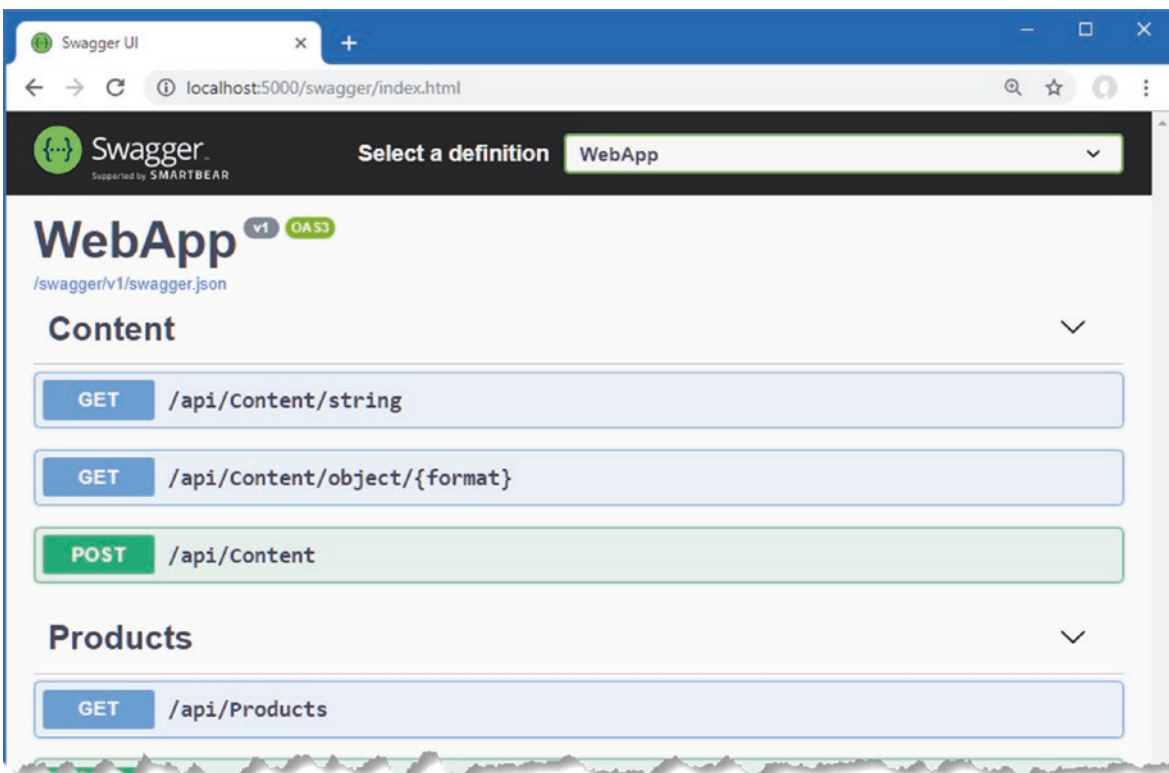 Swagger UI
localhost:5000/swagger/index.html
{...} Swagger.
Supported by SMARTBEAR
Select a definition WebApp
WebApp v1 OAS3
/swagger/v1/swagger.json
Content
GET /api/Content/string
GET /api/Content/object/{format}
POST /api/Content
Products
GET /api/Products